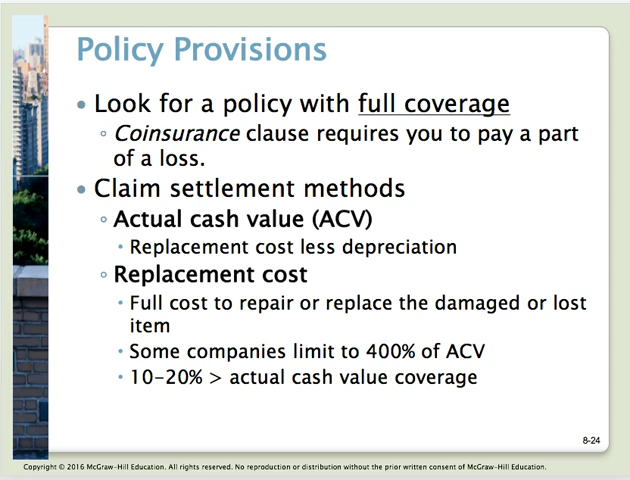 Policy Provisions
• Look for a policy with full coverage
◦ Coinsurance clause requires you to pay a part
of a loss.
• Claim settlement methods
◦ Actual cash value (ACV)
• Replacement cost less depreciation
◦ Replacement cost
• Full cost to repair or replace the damaged or lost
item
• Some companies limit to 400% of ACV
• 10–20% > actual cash value coverage
8-24
Copyright © 2016 McGraw-Hill Education. All rights reserved. No reproduction or distribution without the prior written consent of McGraw-Hill Education.